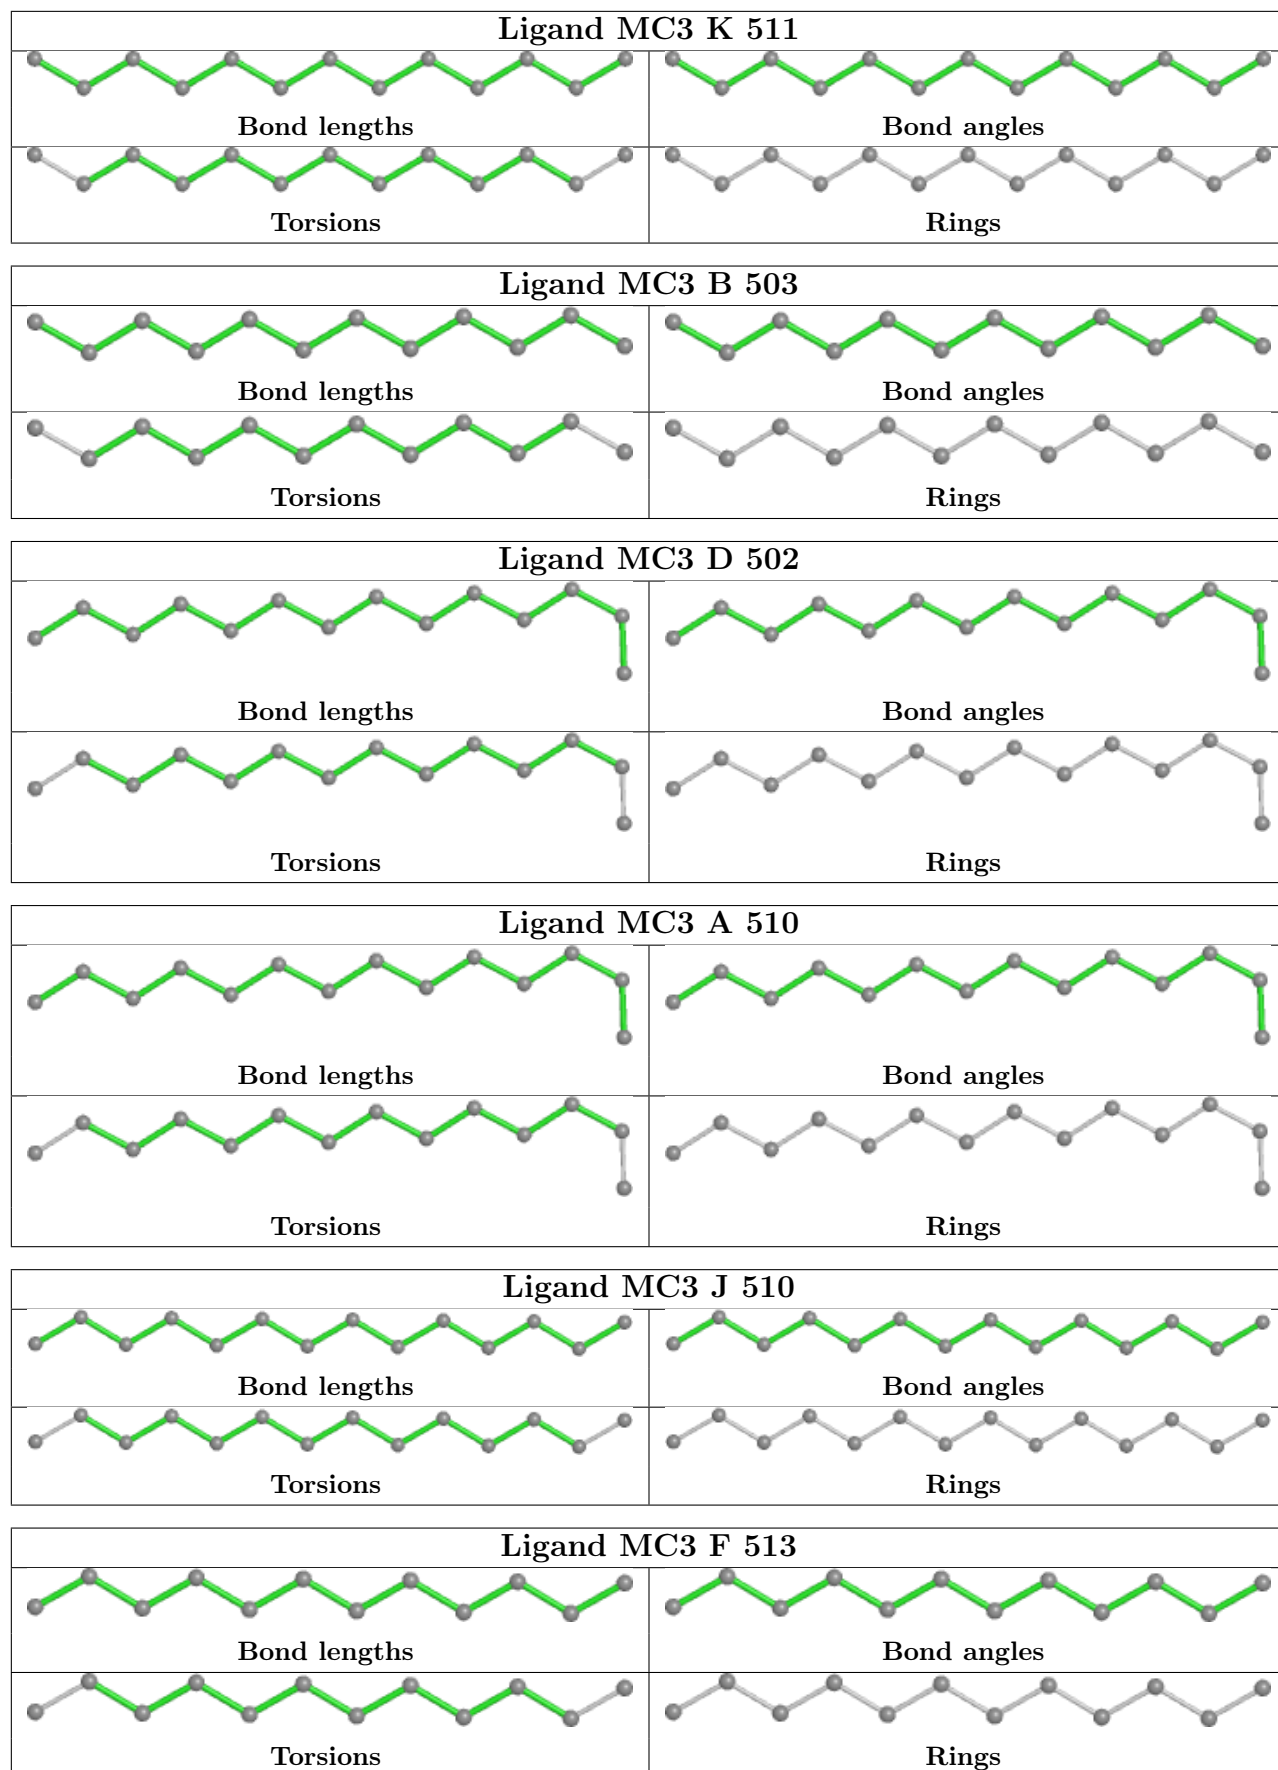 Ligand MC3 K 511
Bond lengths
Bond angles
Torsions
Rings
Ligand MC3 B 503
Bond lengths
Bond angles
Torsions
Rings
Ligand MC3 D 502
Bond lengths
Bond angles
Torsions
Rings
Ligand MC3 A 510
Bond lengths
Bond angles
Torsions
Rings
Ligand MC3 J 510
Bond lengths
Bond angles
Torsions
Rings
Ligand MC3 F 513
Bond lengths
Bond angles
Torsions
Rings